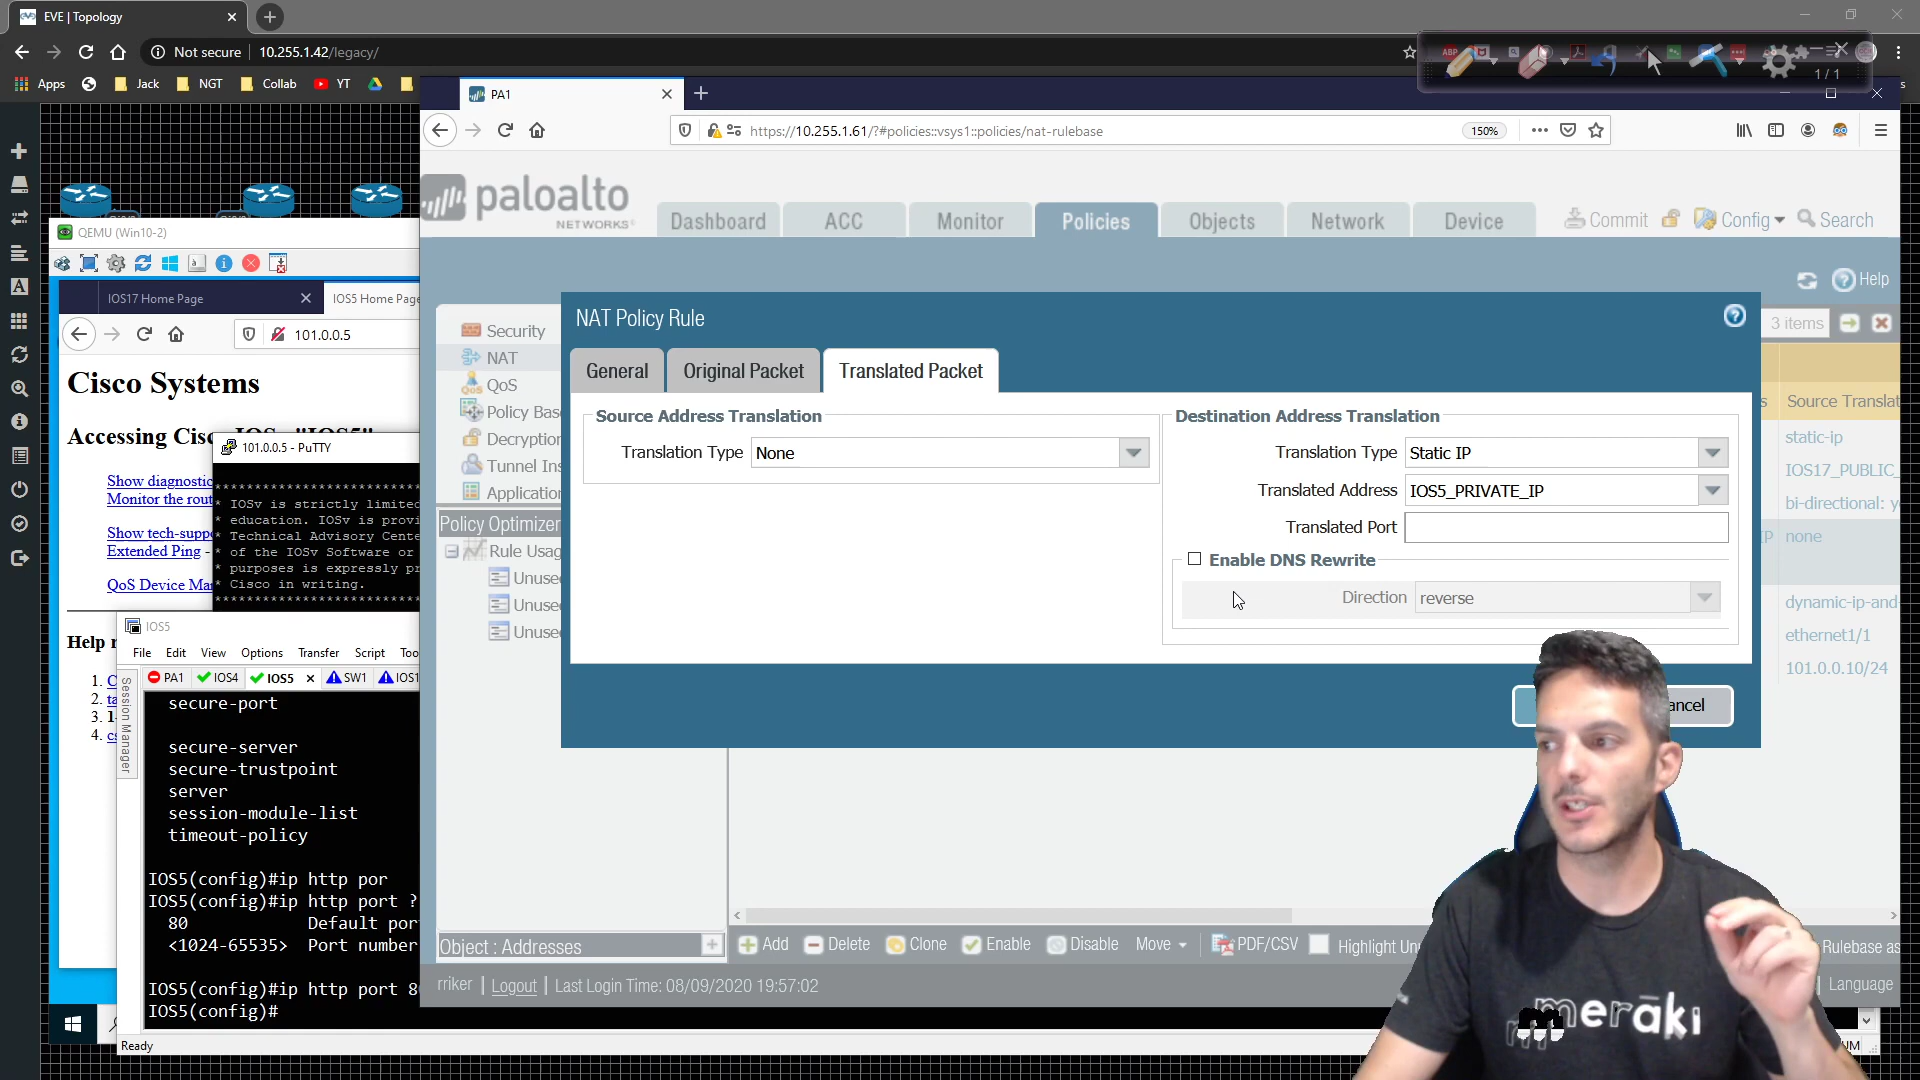 EVE | Topology
Not secure | 10.255.1.42/legacy/
Apps
Jack
NGT
Collab
YT
1/1
PA1
https://10.255.1.61/?#policies::vsys1::policies/nat-rulebase
150%
paloalto
NETWORKS
Dashboard
ACC
Monitor
Policies
Objects
Network
Device
Commit
Config
Search
Help
3 items
QEMU (Win10-2)
IOS17 Home Page
IOS5 Home Page
101.0.0.5
Cisco Systems
Accessing Cisc
IOS5"
Show diagnostic
Monitor the rout
Show tech-suppo
Extended Ping -
QoS Device Mar
Help r
1.
2.
3.
4.
101.0.0.5 - PuTTY
* IOSv is strictly limited
* education. IOSv is provi
* Technical Advisory Cente
* of the IOSv Software or
* purposes is expressly pr
* Cisco in writing.
Security
NAT
QoS
Policy Bas
Decryption
Tunnel Ins
Application
Policy Optimizer
Rule Usag
Unuse
Unuse
Unuse
NAT Policy Rule
General
Original Packet
Translated Packet
Source Address Translation
Translation Type None
Destination Address Translation
Translation Type Static IP
Translated Address IOS5_PRIVATE_IP
Translated Port
Enable DNS Rewrite
Direction reverse
ancel
Source Translat
static-ip
IOS17_PUBLIC_
bi-directional: y
none
dynamic-ip-and
ethernet1/1
101.0.0.10/24
IOS5
File
Edit
View
Options
Transfer
Script
Too
PA1
IOS4
IOS5
SW1
IOS1
Session Manager
secure-port
secure-server
secure-trustpoint
server
session-module-list
timeout-policy
IOS5(config)#ip http por
IOS5(config)#ip http port ?
80 Default por
<1024-65535> Port number
IOS5(config)#ip http port 8
IOS5(config)#
Ready
Object : Addresses
Add
Delete
Clone
Enable
Disable
Move
PDF/CSV
Highlight Un
Rulebase as
rriker | Logout | Last Login Time: 08/09/2020 19:57:02
Language
meraki